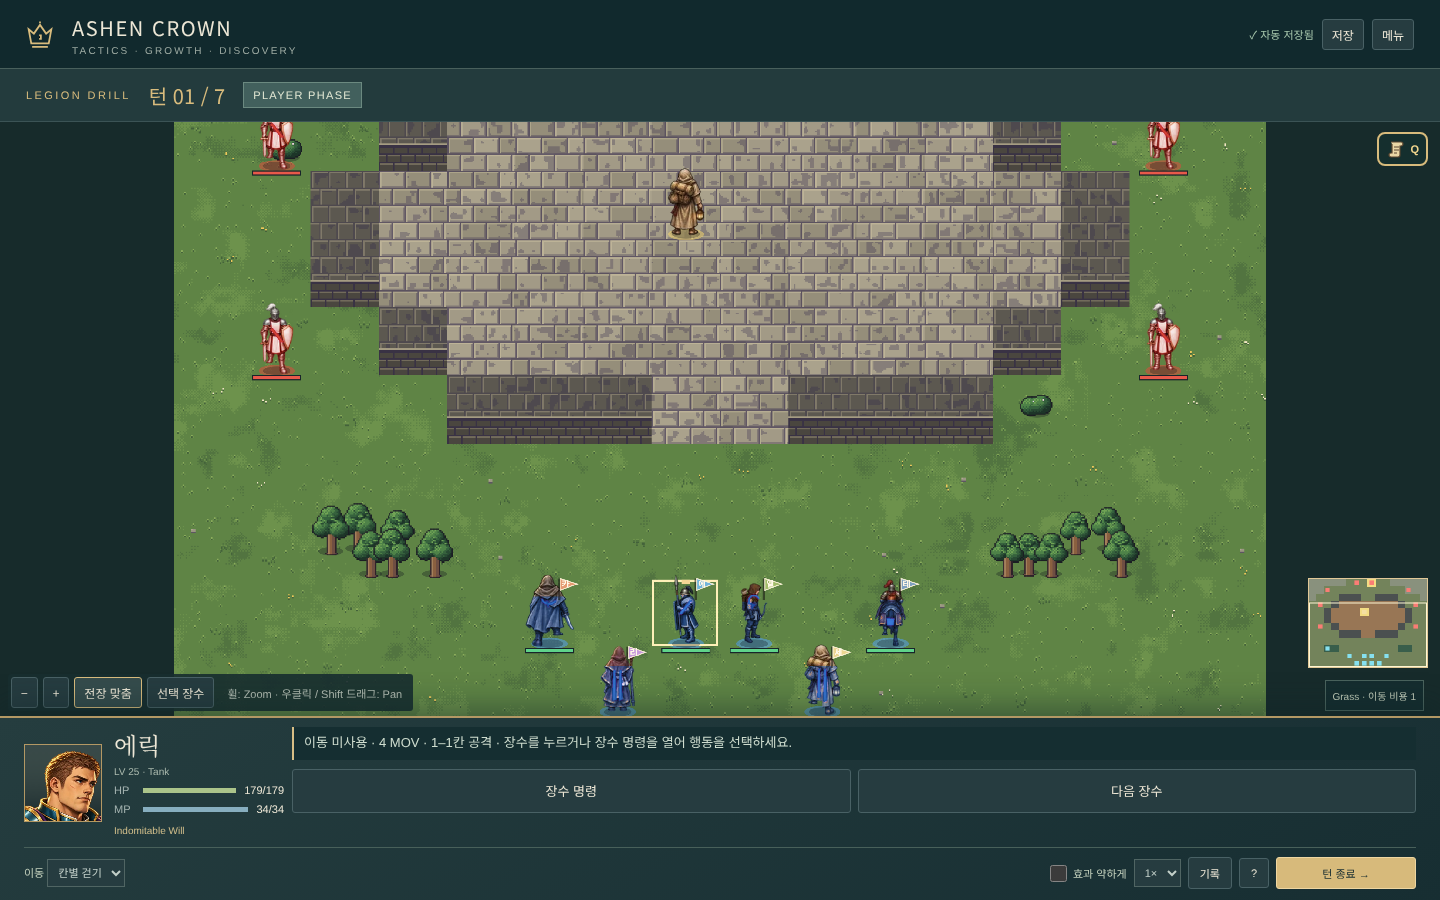 ASHEN CROWN
TACTICS · GROWTH · DISCOVERY
✓ 자동 저장됨
저장
메뉴
LEGION DRILL
턴 01 / 7
PLAYER PHASE
Q
−
+
전장 맞춤
선택 장수
휠: Zoom · 우클릭 / Shift 드래그: Pan
Grass · 이동 비용 1
에릭
LV 25 · Tank
HP
179/179
MP
34/34
Indomitable Will
이동 미사용 · 4 MOV · 1–1칸 공격 · 장수를 누르거나 장수 명령을 열어 행동을 선택하세요.
장수 명령
다음 장수
이동
칸별 걷기
효과 약하게
1×
기록
?
턴 종료 →